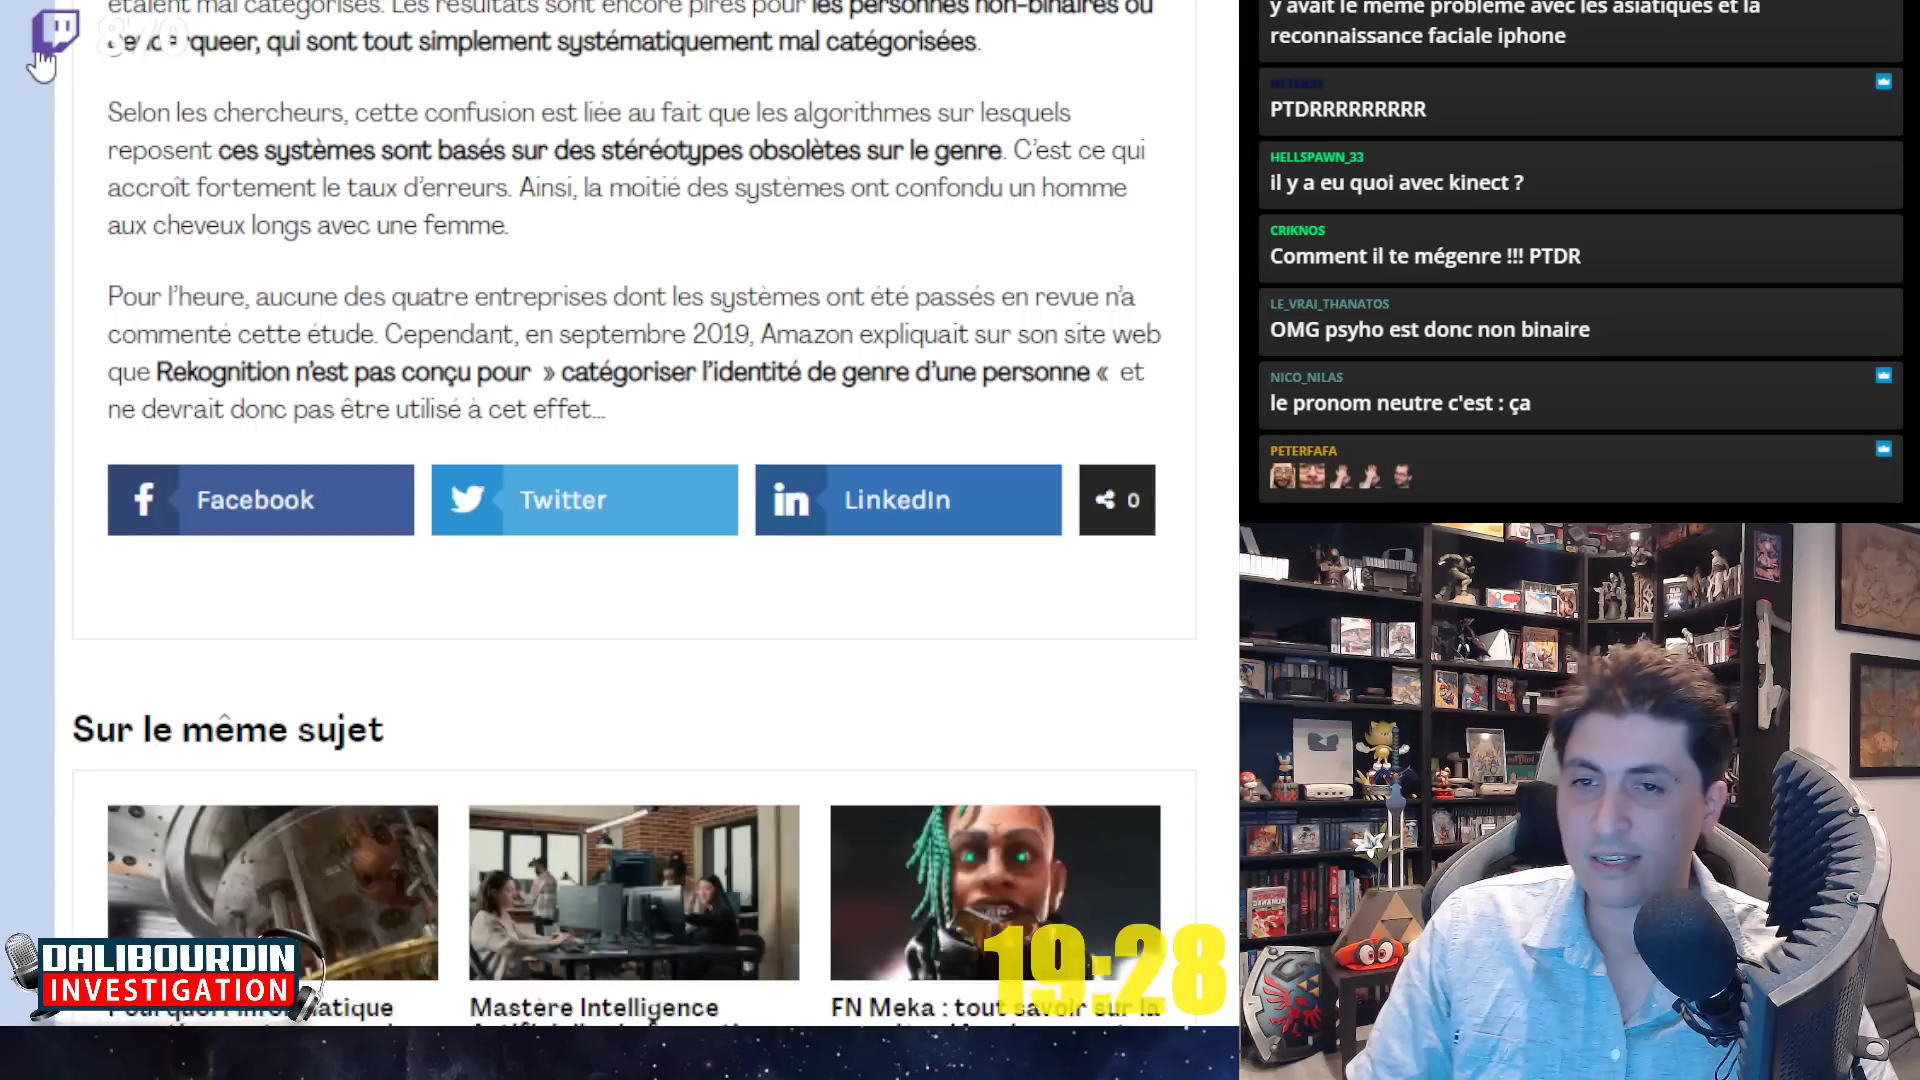 étaient mal catégorisés. Les résultats sont encore pires pour les personnes non-binaires ou
queer, qui sont tout simplement systématiquement mal catégorisées.
Selon les chercheurs, cette confusion est liée au fait que les algorithmes sur lesquels
reposent ces systèmes sont basés sur des stéréotypes obsolètes sur le genre. C’est ce qui
accroît fortement le taux d’erreurs. Ainsi, la moitié des systèmes ont confondu un homme
aux cheveux longs avec une femme.
Pour l’heure, aucune des quatre entreprises dont les systèmes ont été passés en revue n’a
commenté cette étude. Cependant, en septembre 2019, Amazon expliquait sur son site web
que Rekognition n’est pas conçu pour » catégoriser l’identité de genre d’une personne « et
ne devrait donc pas être utilisé à cet effet…
Facebook
Twitter
LinkedIn
0
Sur le même sujet
Mastère Intelligence
FN Meka : tout savoir sur la
DALIBOURDIN
INVESTIGATION
19:28
y avait le meme probleme avec les asiatiques et la
reconnaissance faciale iphone
PTDRRRRRRRRR
HELLSPAWN_33
il y a eu quoi avec kinect ?
CRIKNOS
Comment il te mégenre !!! PTDR
LE_VRAI_THANATOS
OMG psyho est donc non binaire
NICO_NILAS
le pronom neutre c'est : ça
PETERFAFA